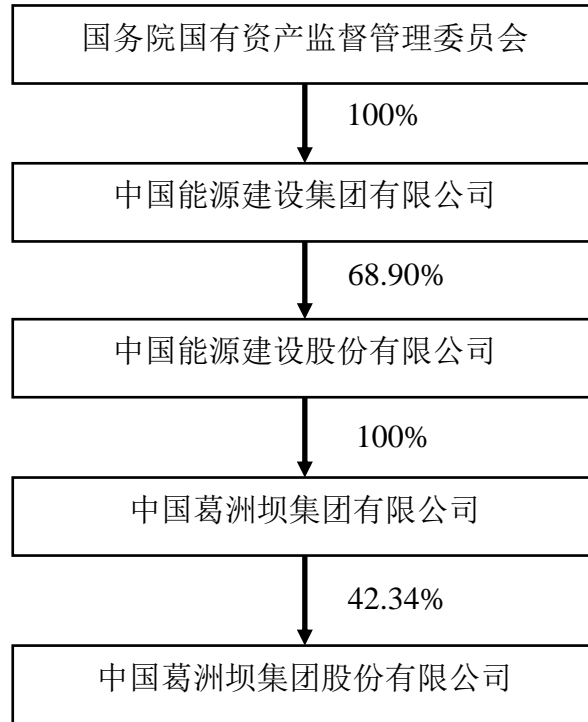 国务院国有资产监督管理委员会
100%
中国能源建设集团有限公司
68.90%
中国能源建设股份有限公司
100%
中国葛洲坝集团有限公司
42.34%
中国葛洲坝集团股份有限公司